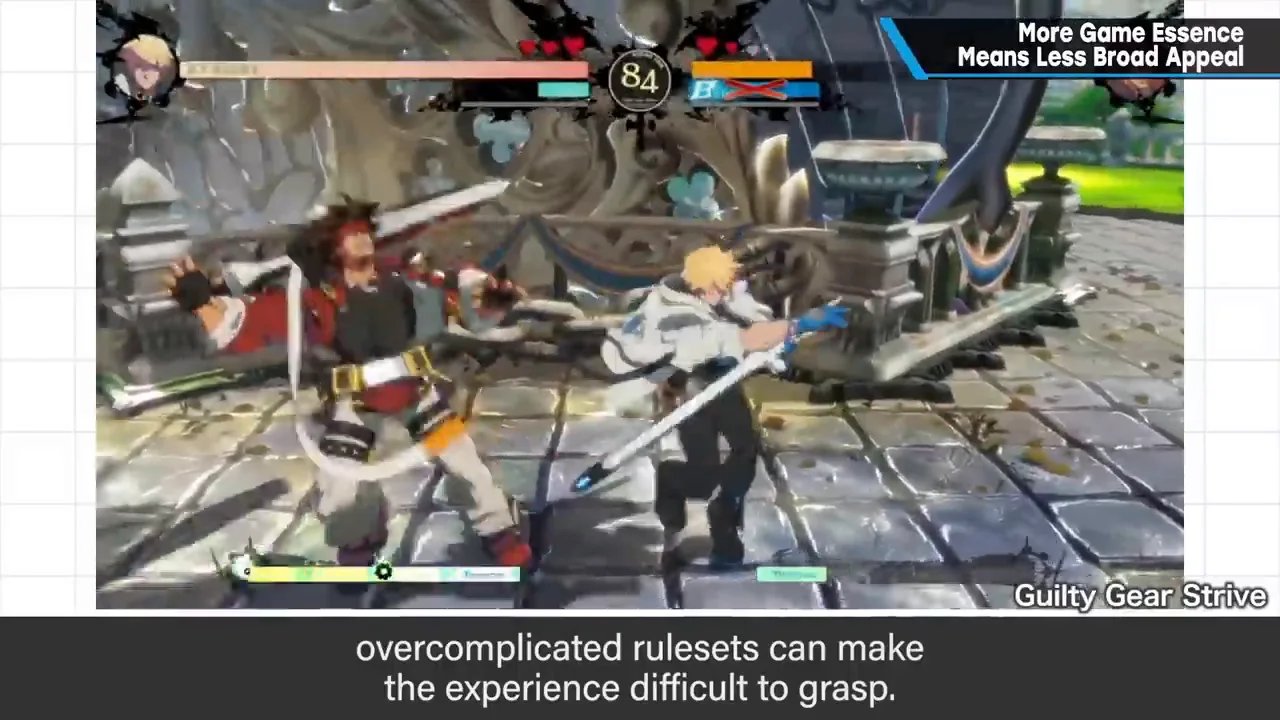 More Game Essence
Means Less Broad Appeal
84
Guilty Gear Strive
overcomplicated rulesets can make
the experience difficult to grasp.